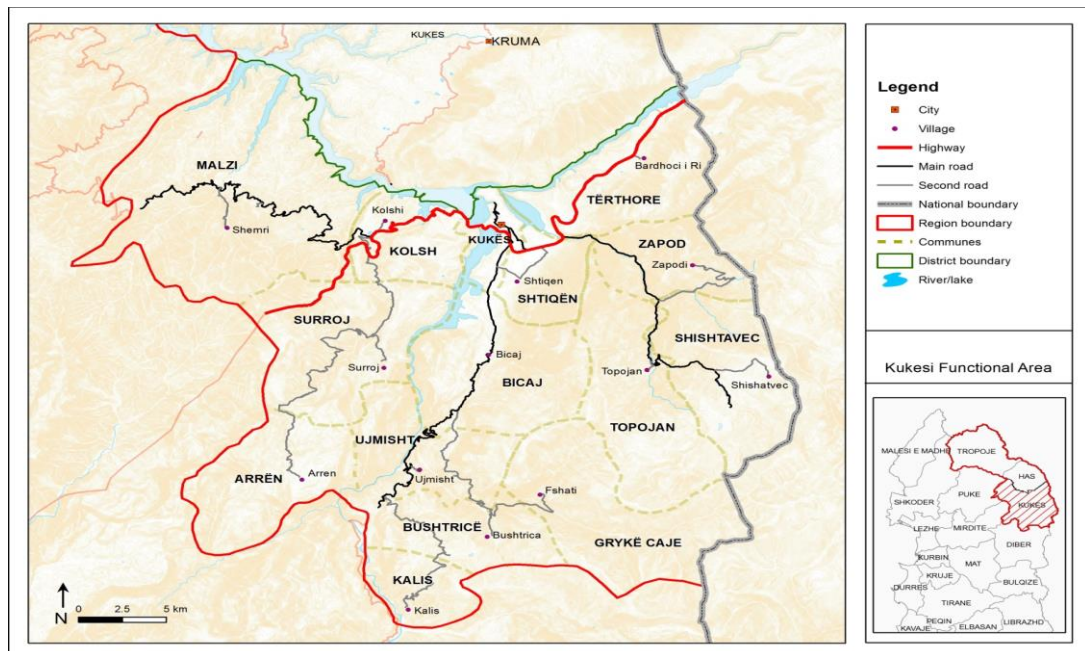 KUKES
KRUMA
MALZI
Bardhoci i Ri
TËRTHORE
Kolshi
Shemri
KUKËS
KOLSH
ZAPOD
Zapodi
Shtiqen
SHTIQËN
SURROJ
SHISHTAVEC
Bicaj
Surroj
Topojan
Shishatvec
BICAJ
TOPOJAN
UJMISHT
ARRËN
Arren
Ujmisht
Fshati
BUSHTRICË
Bushtrica
GRYKË CAJE
KALIS
Kalis
N
0 2.5 5 km
Legend
City
Village
Highway
Main road
Second road
National boundary
Region boundary
Communes
District boundary
River/lake
Kukesi Functional Area
MALESI E MADHE
TROPOJE
HAS
SHKODER
PUKE
KUKES
LEZHE
MIRDITE
KURBIN
MAT
DIBER
KRUJE
DURRES
BULQIZE
TIRANE
PEQIN
LIBRAZHD
KAVAJE
ELBASAN